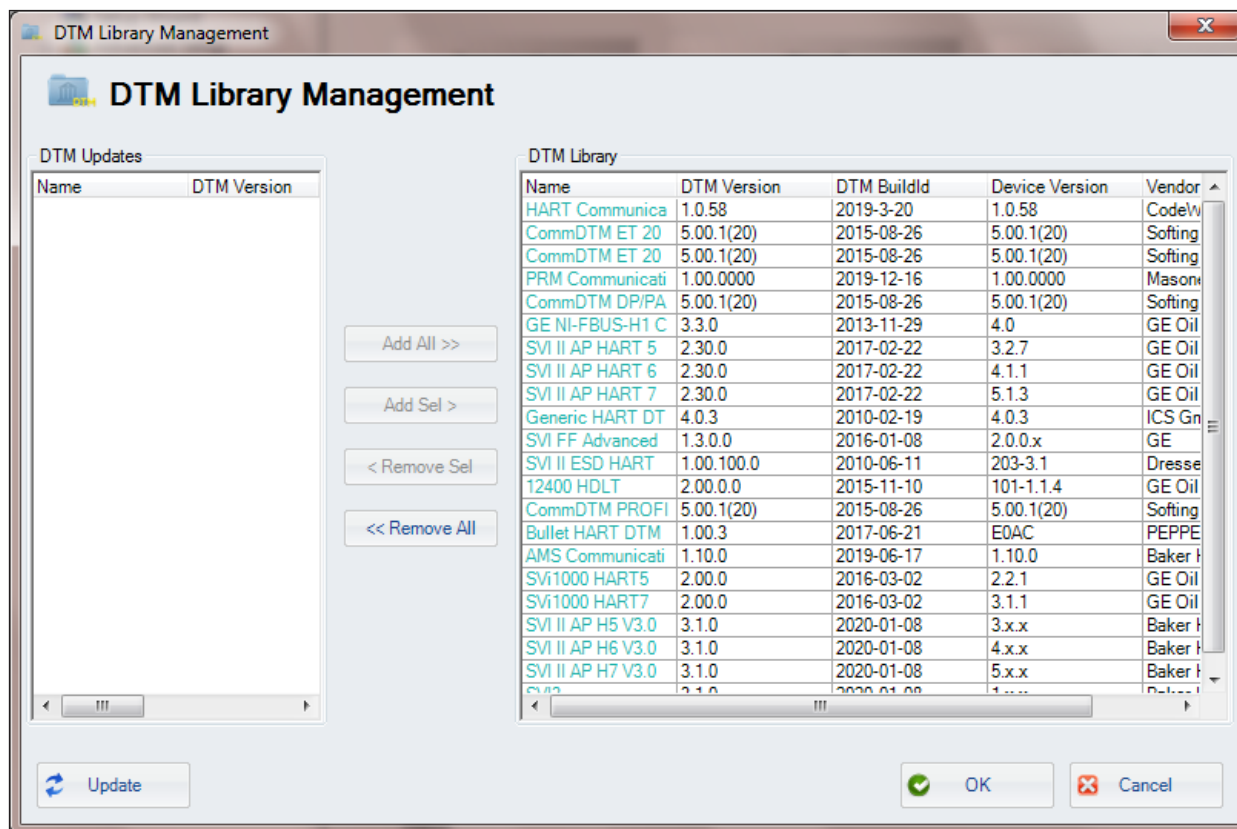 DTM Library Management
DTM Library Management
DTM Updates
Name DTM Version
Add All >>
Add Sel >
< Remove Sel
<< Remove All
DTM Library
Name DTM Version DTM BuildId Device Version Vendor
HART Communica 1.0.58 2019-3-20 1.0.58 CodeW
CommDTM ET 20 5.00.1(20) 2015-08-26 5.00.1(20) Softing
CommDTM ET 20 5.00.1(20) 2015-08-26 5.00.1(20) Softing
PRM Communicati 1.00.0000 2019-12-16 1.00.0000 Masone
CommDTM DP/PA 5.00.1(20) 2015-08-26 5.00.1(20) Softing
GE NI-FBUS-H1 C 3.3.0 2013-11-29 4.0 GE Oil
SVI II AP HART 5 2.30.0 2017-02-22 3.2.7 GE Oil
SVI II AP HART 6 2.30.0 2017-02-22 4.1.1 GE Oil
SVI II AP HART 7 2.30.0 2017-02-22 5.1.3 GE Oil
Generic HART DT 4.0.3 2010-02-19 4.0.3 ICS Gm
SVI FF Advanced 1.3.0.0 2016-01-08 2.0.0.x GE
SVI II ESD HART 1.00.100.0 2010-06-11 203-3.1 Dresse
12400 HDLT 2.00.0.0 2015-11-10 101-1.1.4 GE Oil
CommDTM PROFI 5.00.1(20) 2015-08-26 5.00.1(20) Softing
Bullet HART DTM 1.00.3 2017-06-21 E0AC PEPPE
AMS Communicati 1.10.0 2019-06-17 1.10.0 Baker H
SVi1000 HART5 2.00.0 2016-03-02 2.2.1 GE Oil
SVi1000 HART7 2.00.0 2016-03-02 3.1.1 GE Oil
SVI II AP H5 V3.0 3.1.0 2020-01-08 3.x.x Baker H
SVI II AP H6 V3.0 3.1.0 2020-01-08 4.x.x Baker H
SVI II AP H7 V3.0 3.1.0 2020-01-08 5.x.x Baker H
Update
OK
Cancel